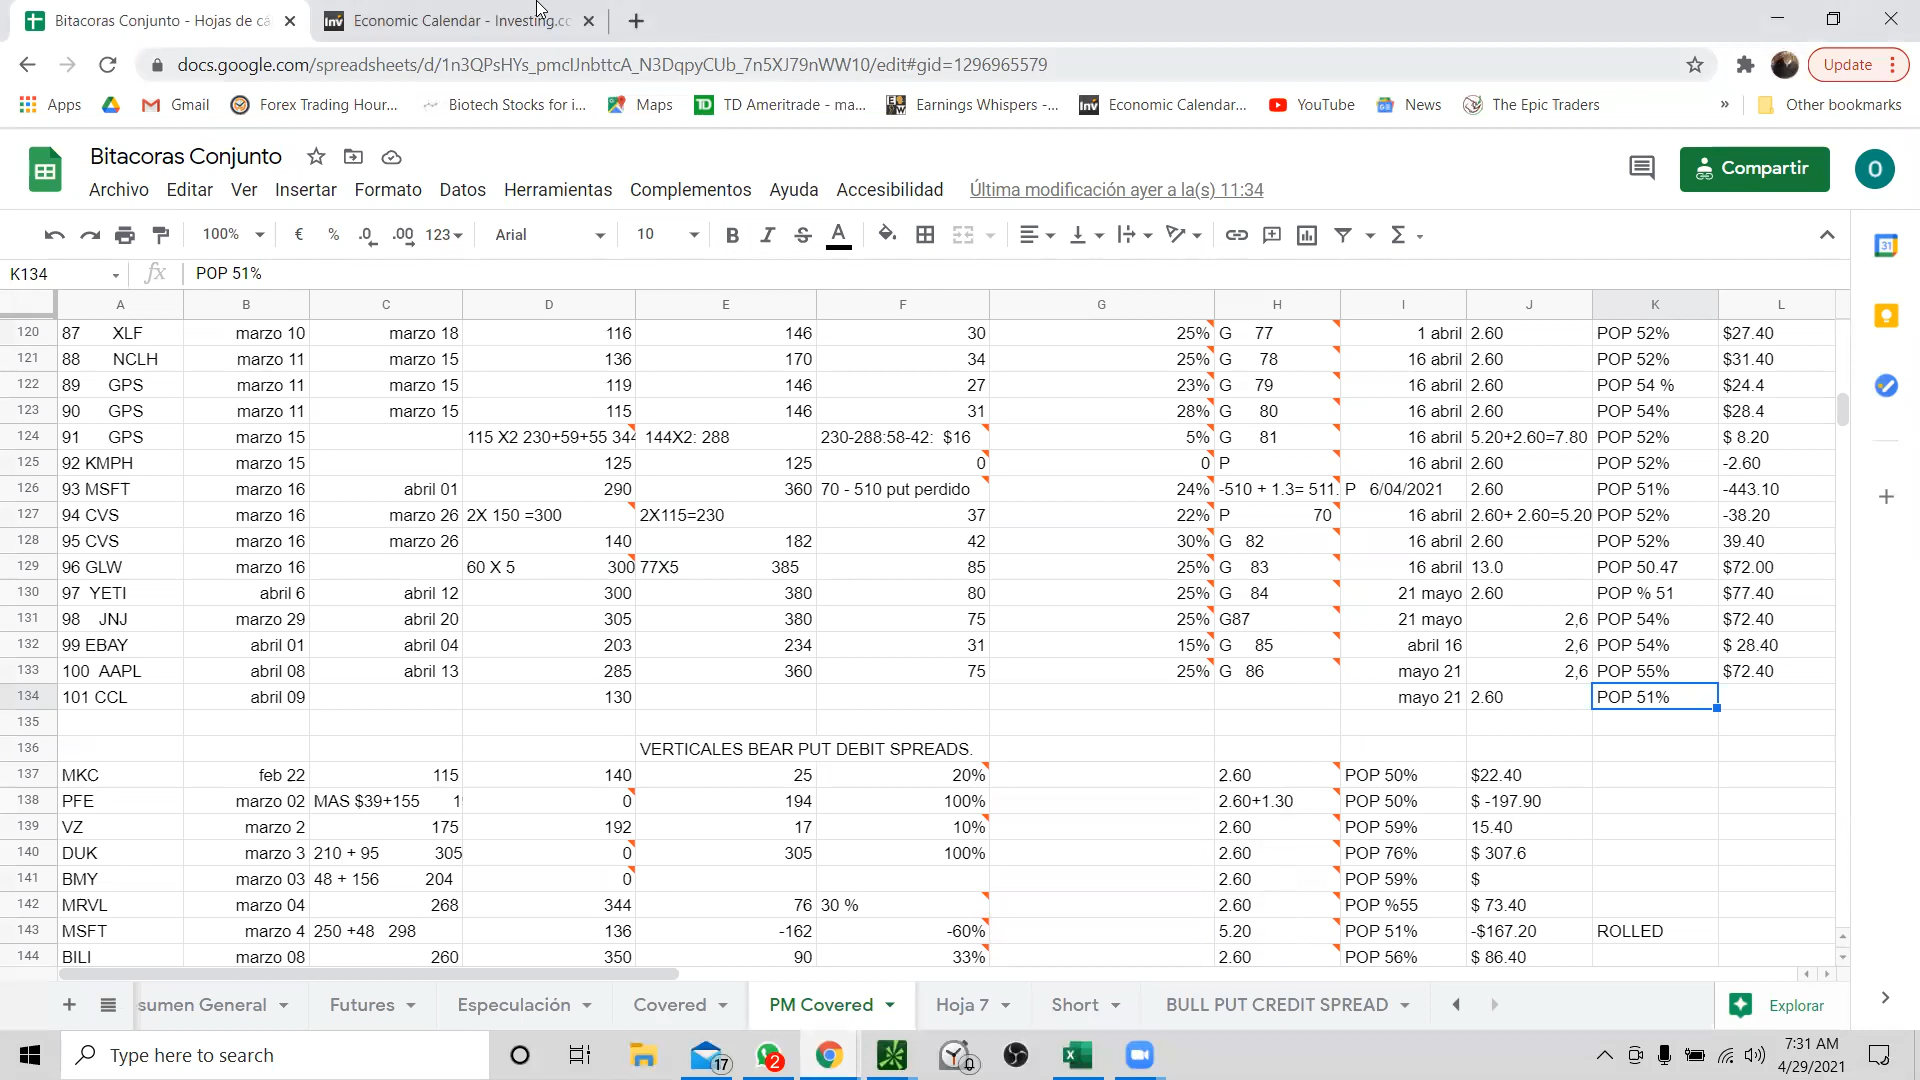 Bitacoras Conjunto - Hojas de cá
Economic Calendar - Investing.co
docs.google.com/spreadsheets/d/1n3QPsHYs_pmcIJnbttcA_N3DqpyCUb_7n5XJ79nWW10/edit#gid=1296965579
Update
Apps Gmail Forex Trading Hour... Biotech Stocks for i... Maps TD Ameritrade - ma... Earnings Whispers -... Economic Calendar... YouTube News The Epic Traders » Other bookmarks
Bitacoras Conjunto
Compartir
O
Archivo Editar Ver Insertar Formato Datos Herramientas Complementos Ayuda Accesibilidad Última modificación ayer a la(s) 11:34
100% € % .0 .00 123 Arial 10 B I S A Σ
31
K134 fx POP 51%
A B C D E F G H I J K L
120 87 XLF marzo 10 marzo 18 116 146 30 25% G 77 1 abril 2.60 POP 52% $27.40
121 88 NCLH marzo 11 marzo 15 136 170 34 25% G 78 16 abril 2.60 POP 52% $31.40
122 89 GPS marzo 11 marzo 15 119 146 27 23% G 79 16 abril 2.60 POP 54 % $24.4
123 90 GPS marzo 11 marzo 15 115 146 31 28% G 80 16 abril 2.60 POP 54% $28.4
124 91 GPS marzo 15 115 X2 230+59+55 344 144X2: 288 230-288:58-42: $16 5% G 81 16 abril 5.20+2.60=7.80 POP 52% $ 8.20
125 92 KMPH marzo 15 125 125 0 0 P 16 abril 2.60 POP 52% -2.60
126 93 MSFT marzo 16 abril 01 290 360 70 - 510 put perdido 24% -510 + 1.3= 511. P 6/04/2021 2.60 POP 51% -443.10
127 94 CVS marzo 16 marzo 26 2X 150 =300 2X115=230 37 22% P 70 16 abril 2.60+ 2.60=5.20 POP 52% -38.20
128 95 CVS marzo 16 marzo 26 140 182 42 30% G 82 16 abril 2.60 POP 52% 39.40
129 96 GLW marzo 16 60 X 5 300 77X5 385 85 25% G 83 16 abril 13.0 POP 50.47 $72.00
130 97 YETI abril 6 abril 12 300 380 80 25% G 84 21 mayo 2.60 POP % 51 $77.40
131 98 JNJ marzo 29 abril 20 305 380 75 25% G87 21 mayo 2,6 POP 54% $72.40
132 99 EBAY abril 01 abril 04 203 234 31 15% G 85 abril 16 2,6 POP 54% $ 28.40
133 100 AAPL abril 08 abril 13 285 360 75 25% G 86 mayo 21 2,6 POP 55% $72.40
134 101 CCL abril 09 130 mayo 21 2.60 POP 51%
135
136 VERTICALES BEAR PUT DEBIT SPREADS.
137 MKC feb 22 115 140 25 20% 2.60 POP 50% $22.40
138 PFE marzo 02 MAS $39+155 1 0 194 100% 2.60+1.30 POP 50% $ -197.90
139 VZ marzo 2 175 192 17 10% 2.60 POP 59% 15.40
140 DUK marzo 3 210 + 95 305 0 305 100% 2.60 POP 76% $ 307.6
141 BMY marzo 03 48 + 156 204 0 2.60 POP 59% $
142 MRVL marzo 04 268 344 76 30 % 2.60 POP %55 $ 73.40
143 MSFT marzo 4 250 +48 298 136 -162 -60% 5.20 POP 51% -$167.20 ROLLED
144 BILI marzo 08 260 350 90 33% 2.60 POP 56% $ 86.40
sumen General Futures Especulación Covered PM Covered Hoja 7 Short BULL PUT CREDIT SPREAD Explorar
Type here to search
17
2
0
7:31 AM
4/29/2021